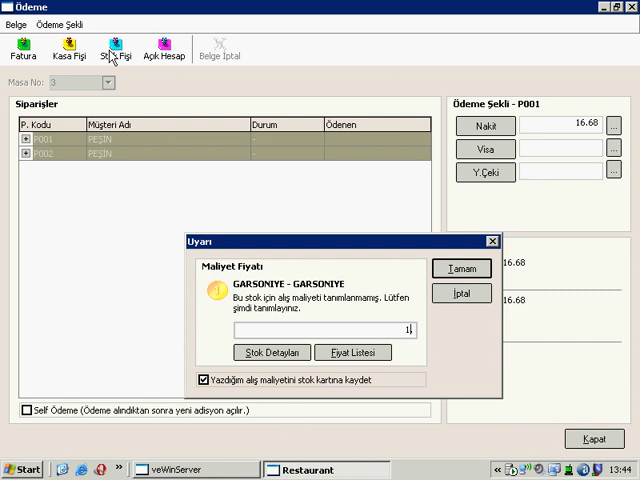 Ödeme
Belge Ödeme Şekli
Fatura Kasa Fişi Stok Fişi Açık Hesap Belge İptal
Masa No: 3
Siparişler
P. Kodu Müşteri Adı Durum Ödenen
P001 PEŞİN -
P002 PEŞİN -
Ödeme Şekli - P001
Nakit 16.68 ...
Visa ...
Y.Çeki ...
16.68
16.68
Uyarı
Maliyet Fiyatı
GARSONIYE - GARSONIYE
Bu stok için alış maliyeti tanımlanmamış. Lütfen
şimdi tanımlayınız.
1
Stok Detayları Fiyat Listesi
Yazdığım alış maliyetini stok kartına kaydet
Tamam
İptal
Self Ödeme (Ödeme alındıktan sonra yeni adisyon açılır.)
Kapat
Start » veWinServer Restaurant « 13:44